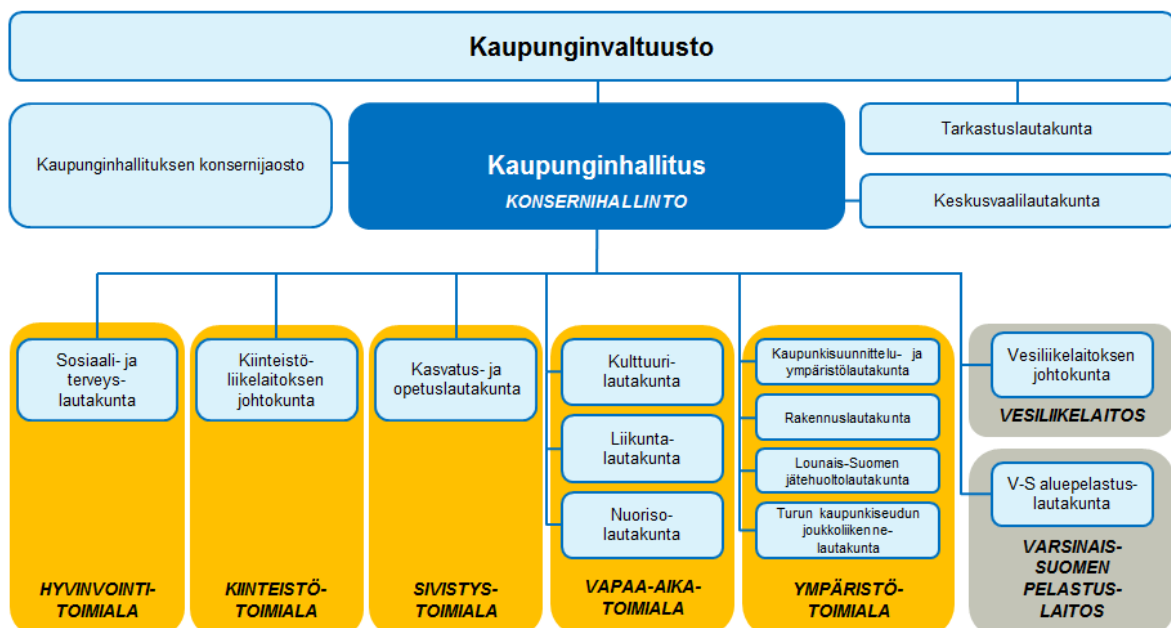 Kaupunginvaltuusto
Kaupunginhallituksen konsernijaosto
Kaupunginhallitus
KONSERNIHALLINTO
Tarkastuslautakunta
Keskusvaalilautakunta
Sosiaali- ja
terveys-
lautakunta
HYVINVOINTI-
TOIMIALA
Kiinteistö-
liikelaitoksen
johtokunta
KIINTEISTÖ-
TOIMIALA
Kasvatus- ja
opetuslautakunta
SIVISTYS-
TOIMIALA
Kulttuuri-
lautakunta
Liikunta-
lautakunta
Nuoriso-
lautakunta
VAPAA-AIKA-
TOIMIALA
Kaupunkisuunnittelu- ja
ympäristölautakunta
Rakennuslautakunta
Lounais-Suomen
jätehuoltolautakunta
Turun kaupunkiseudun
joukkoliikenne-
lautakunta
YMPÄRISTÖ-
TOIMIALA
Vesiliikelaitoksen
johtokunta
VESILIIKELAITOS
V-S aluepelastus-
lautakunta
VARSINAIS-
SUOMEN
PELASTUS-
LAITOS